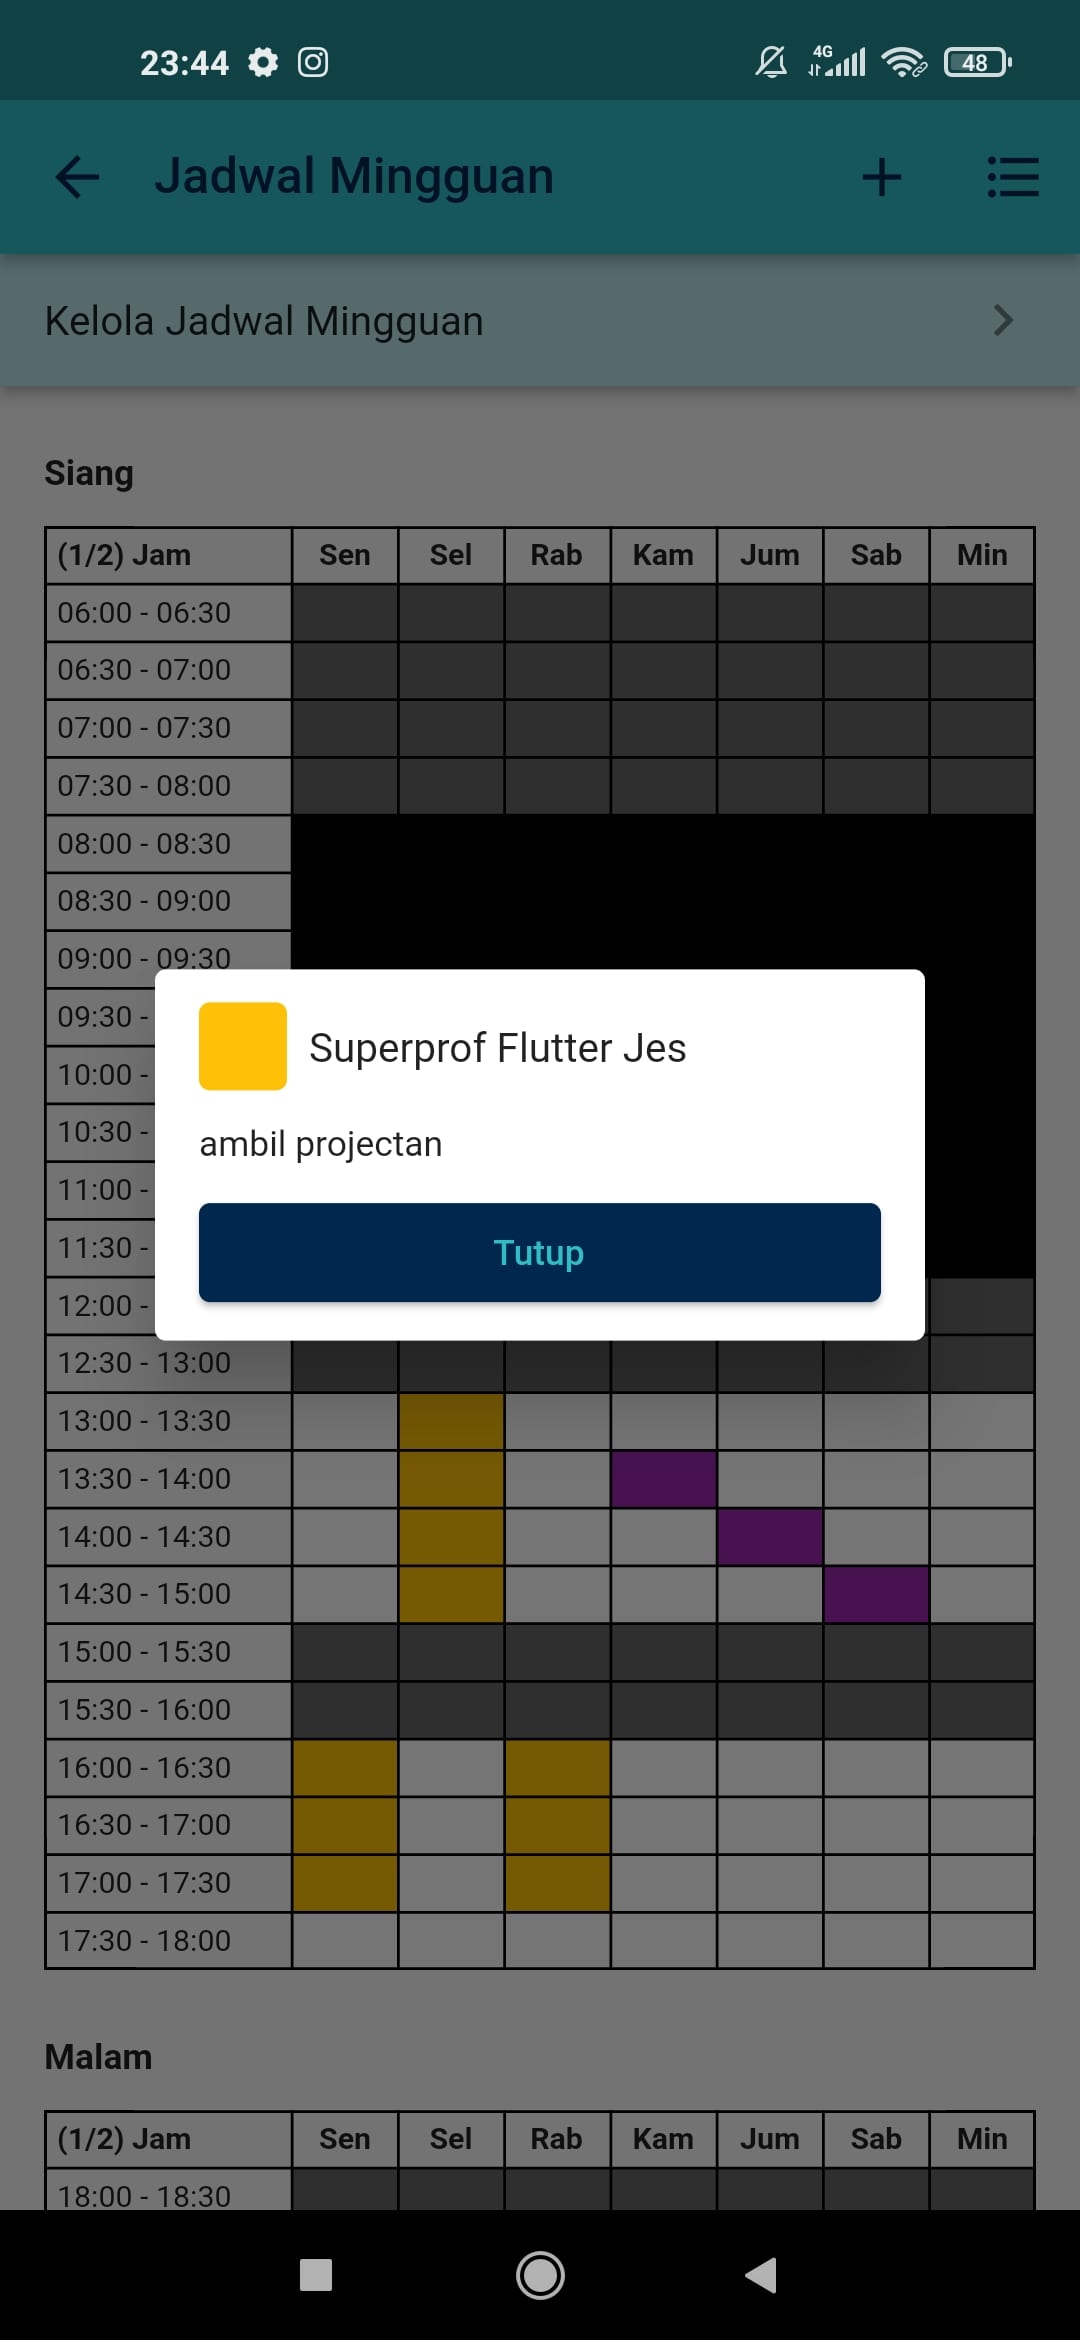 23:44
4G
48
Jadwal Mingguan
Kelola Jadwal Mingguan
Siang
(1/2) Jam Sen Sel Rab Kam Jum Sab Min
06:00 - 06:30
06:30 - 07:00
07:00 - 07:30
07:30 - 08:00
08:00 - 08:30
08:30 - 09:00
09:00 - 09:30
09:30 -
10:00 -
10:30 -
11:00 -
11:30 -
12:00 -
Superprof Flutter Jes
ambil projectan
Tutup
12:30 - 13:00
13:00 - 13:30
13:30 - 14:00
14:00 - 14:30
14:30 - 15:00
15:00 - 15:30
15:30 - 16:00
16:00 - 16:30
16:30 - 17:00
17:00 - 17:30
17:30 - 18:00
Malam
(1/2) Jam Sen Sel Rab Kam Jum Sab Min
18:00 - 18:30